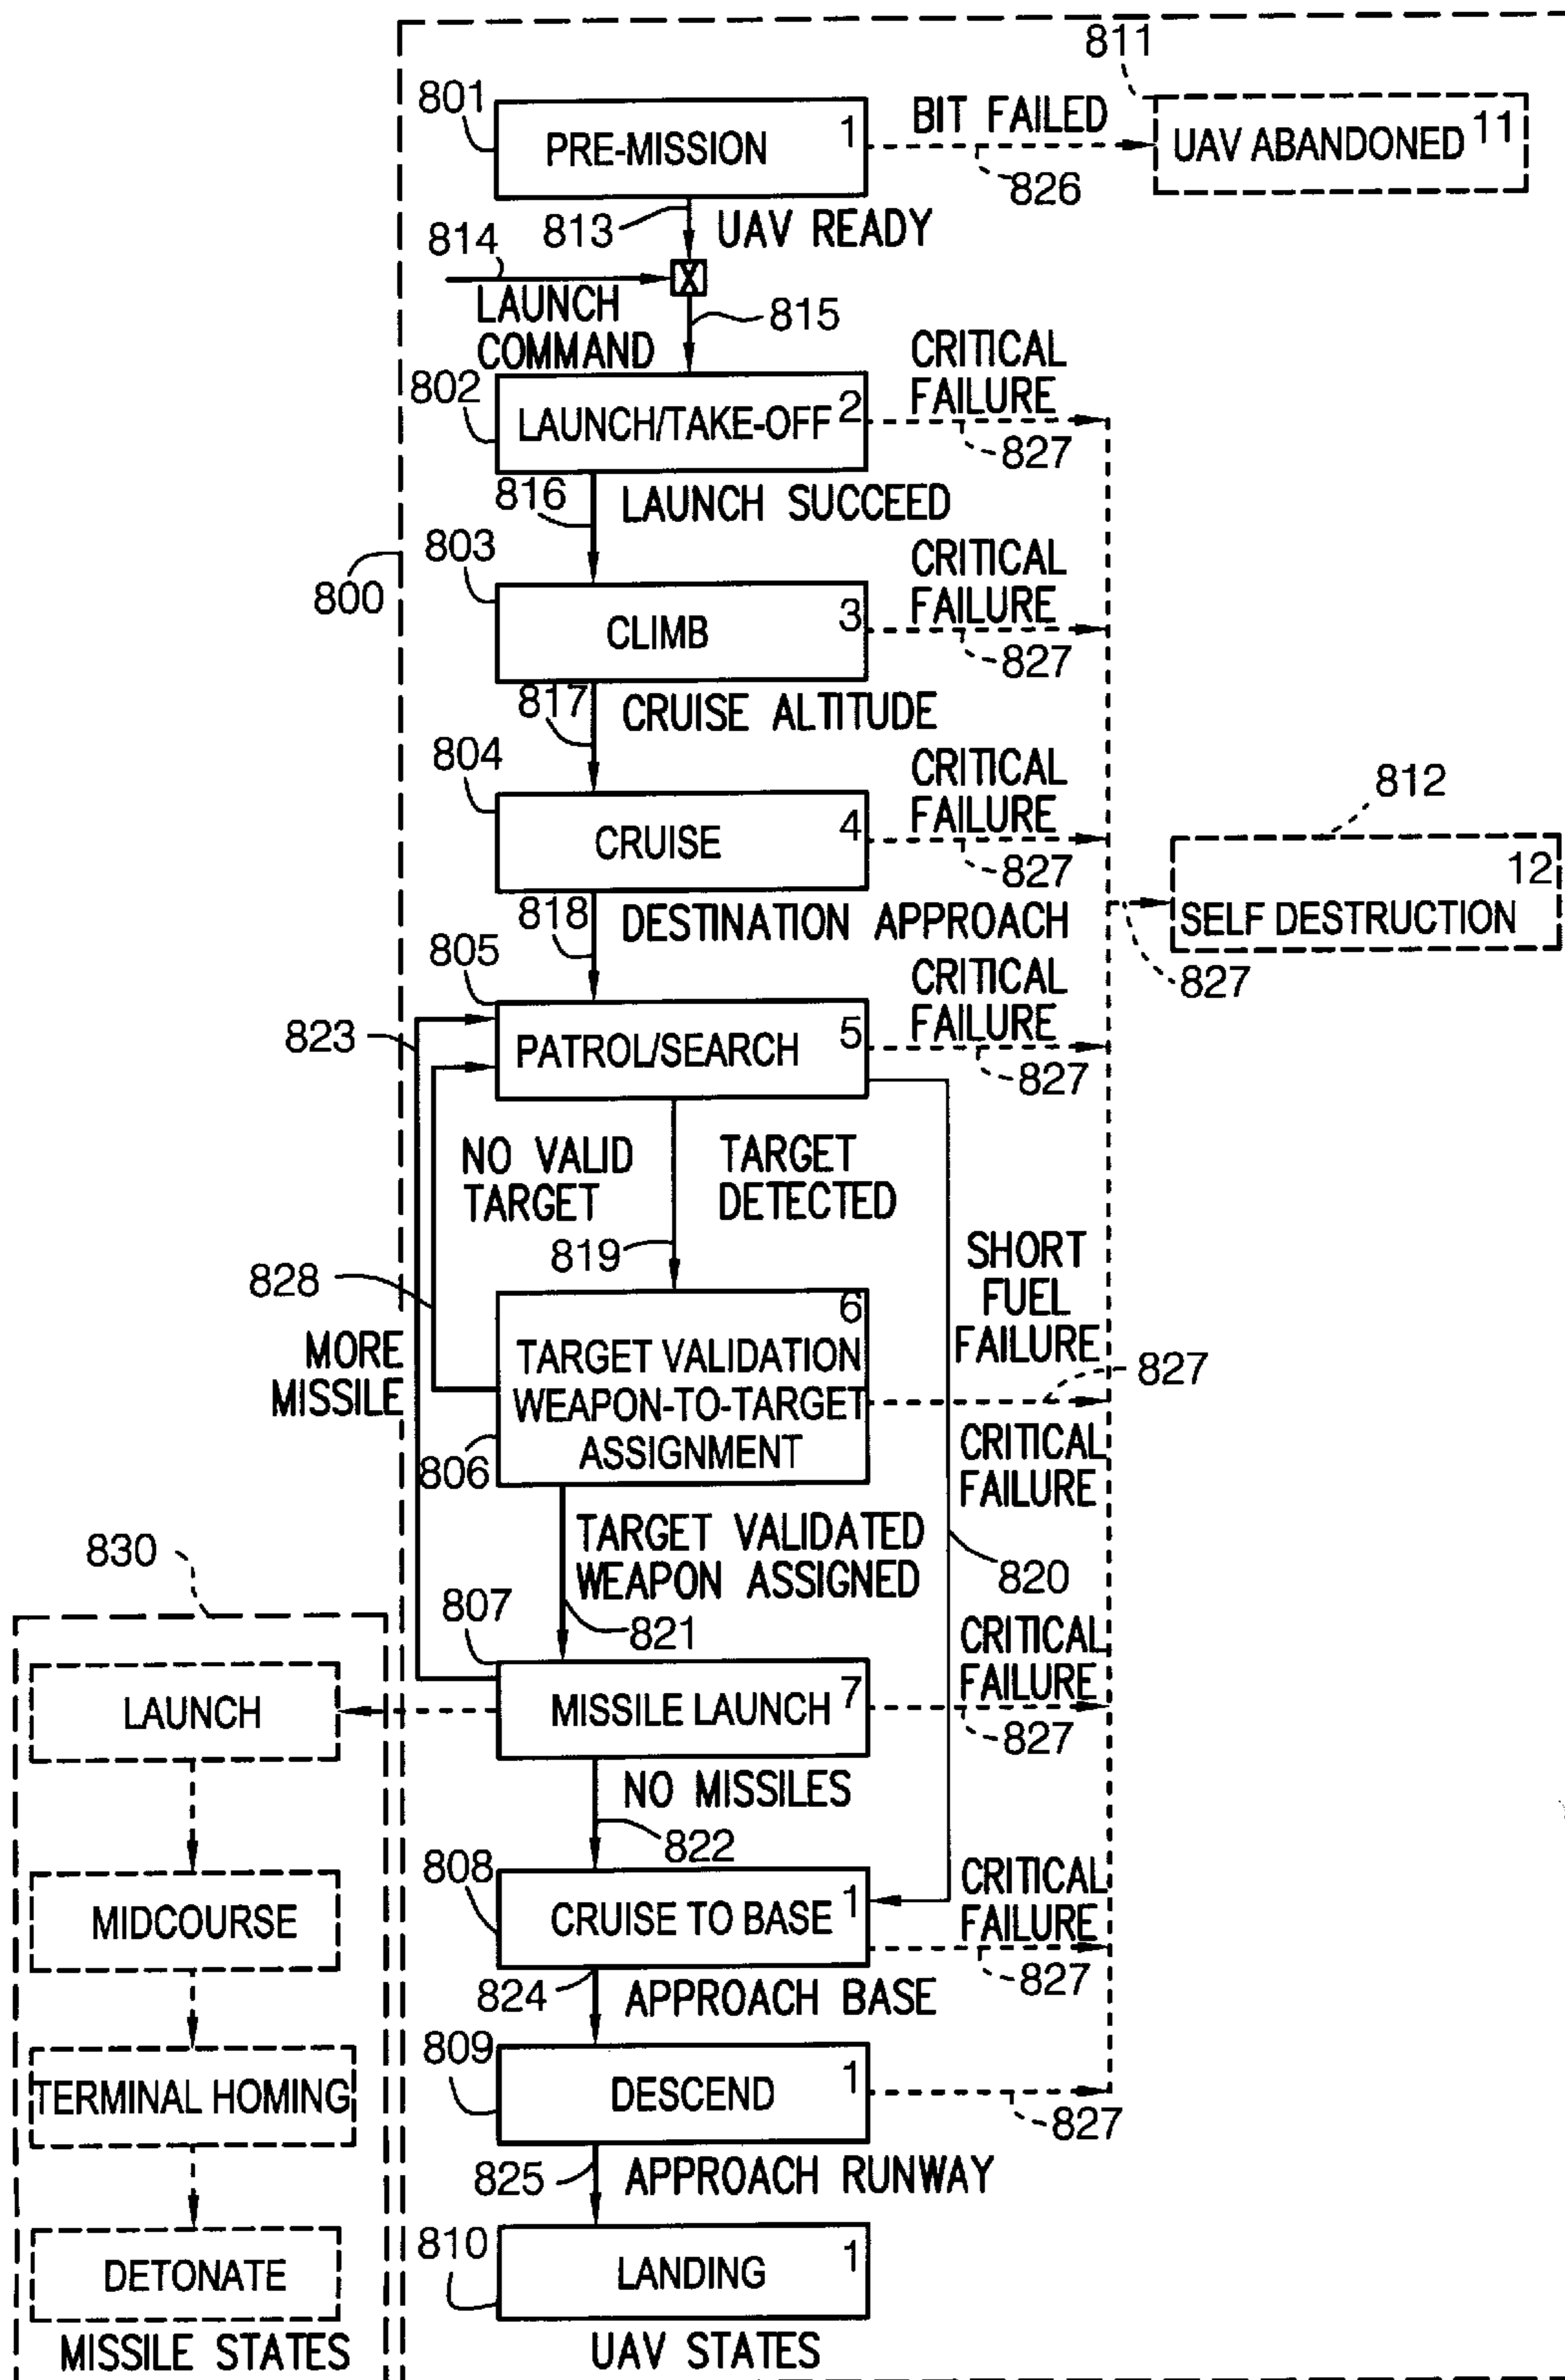 811
801
PRE-MISSION 1
BIT FAILED
UAV ABANDONED 11
826
813
UAV READY
814
X
LAUNCH
COMMAND
815
802
LAUNCH/TAKE-OFF 2
CRITICAL
FAILURE
827
816
LAUNCH SUCCEED
800
803
CLIMB 3
CRITICAL
FAILURE
827
817
CRUISE ALTITUDE
804
CRUISE 4
CRITICAL
FAILURE
827
812
12
SELF DESTRUCTION
827
818
DESTINATION APPROACH
805
823
PATROL/SEARCH 5
CRITICAL
FAILURE
827
NO VALID
TARGET
TARGET
DETECTED
819
828
SHORT
FUEL
FAILURE
827
MORE
MISSILE
6
TARGET VALIDATION
WEAPON-TO-TARGET
ASSIGNMENT
806
CRITICAL
FAILURE
TARGET VALIDATED
WEAPON ASSIGNED
820
821
830
807
MISSILE LAUNCH 7
CRITICAL
FAILURE
827
LAUNCH
NO MISSILES
822
808
CRUISE TO BASE 1
CRITICAL
FAILURE
827
MIDCOURSE
824
APPROACH BASE
809
DESCEND 1
827
TERMINAL HOMING
825
APPROACH RUNWAY
810
LANDING 1
DETONATE
MISSILE STATES
UAV STATES